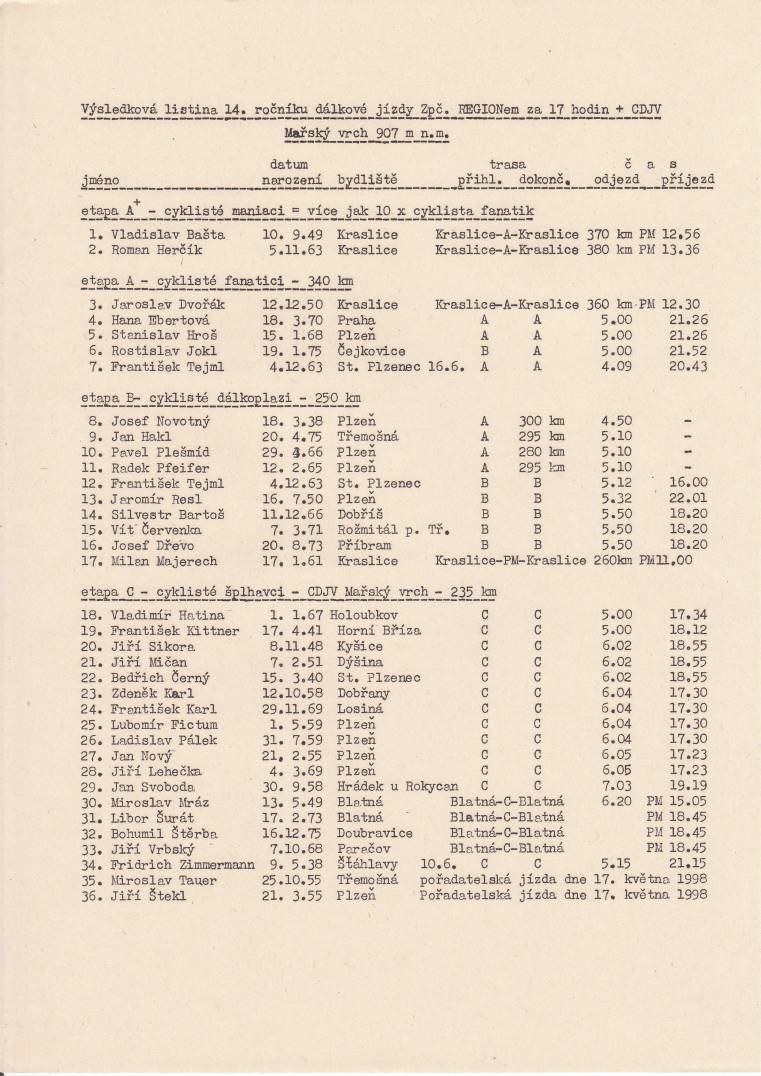 Výsledková listina 14. ročníku dálkové jízdy Zpč. REGIONem za 17 hodin + CDJV
Mařský vrch 907 m n.m.
datum trasa č a s
jméno narození bydliště přihl. dokonč. odjezd příjezd
etapa A+ - cyklisté maniaci = více jak 10 x cyklista fanatik
1. Vladislav Bašta 10. 9.49 Kraslice Kraslice-A-Kraslice 370 km PM 12.56
2. Roman Herčík 5.11.63 Kraslice Kraslice-A-Kraslice 380 km PM 13.36
etapa A - cyklisté fanatici - 340 km
3. Jaroslav Dvořák 12.12.50 Kraslice Kraslice-A-Kraslice 360 km PM 12.30
4. Hana Ebertová 18. 3.70 Praha A A 5.00 21.26
5. Stanislav Hroš 15. 1.68 Plzeň A A 5.00 21.26
6. Rostislav Jokl 19. 1.75 Čejkovice B A 5.00 21.52
7. František Tejml 4.12.63 St. Plzenec 16.6. A A 4.09 20.43
etapa B- cyklisté dálkoplazi - 250 km
8. Josef Novotný 18. 3.38 Plzeň A 300 km 4.50 -
9. Jan Hakl 20. 4.75 Třemošná A 295 km 5.10 -
10. Pavel Plešmíd 29. 4.66 Plzeň A 280 km 5.10 -
11. Radek Pfeifer 12. 2.65 Plzeň A 295 km 5.10 -
12. František Tejml 4.12.63 St. Plzenec B B 5.12 16.00
13. Jaromír Resl 16. 7.50 Plzeň B B 5.32 22.01
14. Silvestr Bartoš 11.12.66 Dobříš B B 5.50 18.20
15. Vít Červenka 7. 3.71 Rožmitál p. Tř. B B 5.50 18.20
16. Josef Dřevo 20. 8.73 Příbram B B 5.50 18.20
17. Milan Majerech 17. 1.61 Kraslice Kraslice-PM-Kraslice 260km PM11.00
etapa C - cyklisté šplhavci - CDJV Mařský vrch - 235 km
18. Vladimír Hatina 1. 1.67 Holoubkov C C 5.00 17.34
19. František Kittner 17. 4.41 Horní Bříza C C 5.00 18.12
20. Jiří Sikora 8.11.48 Kyšice C C 6.02 18.55
21. Jiří Mičan 7. 2.51 Dýšina C C 6.02 18.55
22. Bedřich Černý 15. 3.40 St. Plzenec C C 6.02 18.55
23. Zdeněk Karl 12.10.58 Dobřany C C 6.04 17.30
24. František Karl 29.11.69 Losiná C C 6.04 17.30
25. Lubomír Fictum 1. 5.59 Plzeň C C 6.04 17.30
26. Ladislav Pálek 31. 7.59 Plzeň C C 6.04 17.30
27. Jan Nový 21. 2.55 Plzeň C C 6.05 17.23
28. Jiří Lehečka 4. 3.69 Plzeň C C 6.05 17.23
29. Jan Svoboda 30. 9.58 Hrádek u Rokycan C C 7.03 19.19
30. Miroslav Mráz 13. 5.49 Blatná Blatná-C-Blatná 6.20 PM 15.05
31. Libor Šurát 17. 2.73 Blatná Blatná-C-Blatná PM 18.45
32. Bohumil Štěrba 16.12.75 Doubravice Blatná-C-Blatná PM 18.45
33. Jiří Vrbský 7.10.68 Paračov Blatná-C-Blatná PM 18.45
34. Fridrich Zimmermann 9. 5.38 Šťáhlavy 10.6. C C 5.15 21.15
35. Miroslav Tauer 25.10.55 Třemošná pořadatelská jízda dne 17. května 1998
36. Jiří Štekl 21. 3.55 Plzeň Pořadatelská jízda dne 17. května 1998